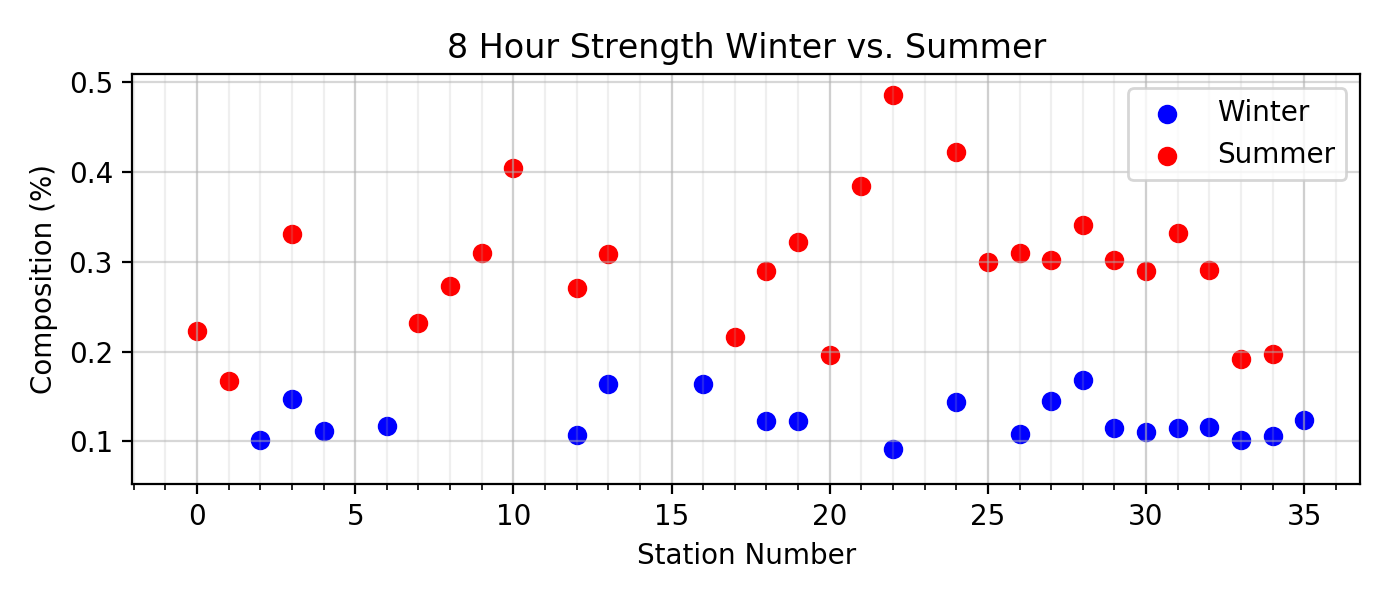 8 Hour Strength Winter vs. Summer
Composition (%)
0.5
0.4
0.3
0.2
0.1
Winter
Summer
0 5 10 15 20 25 30 35
Station Number